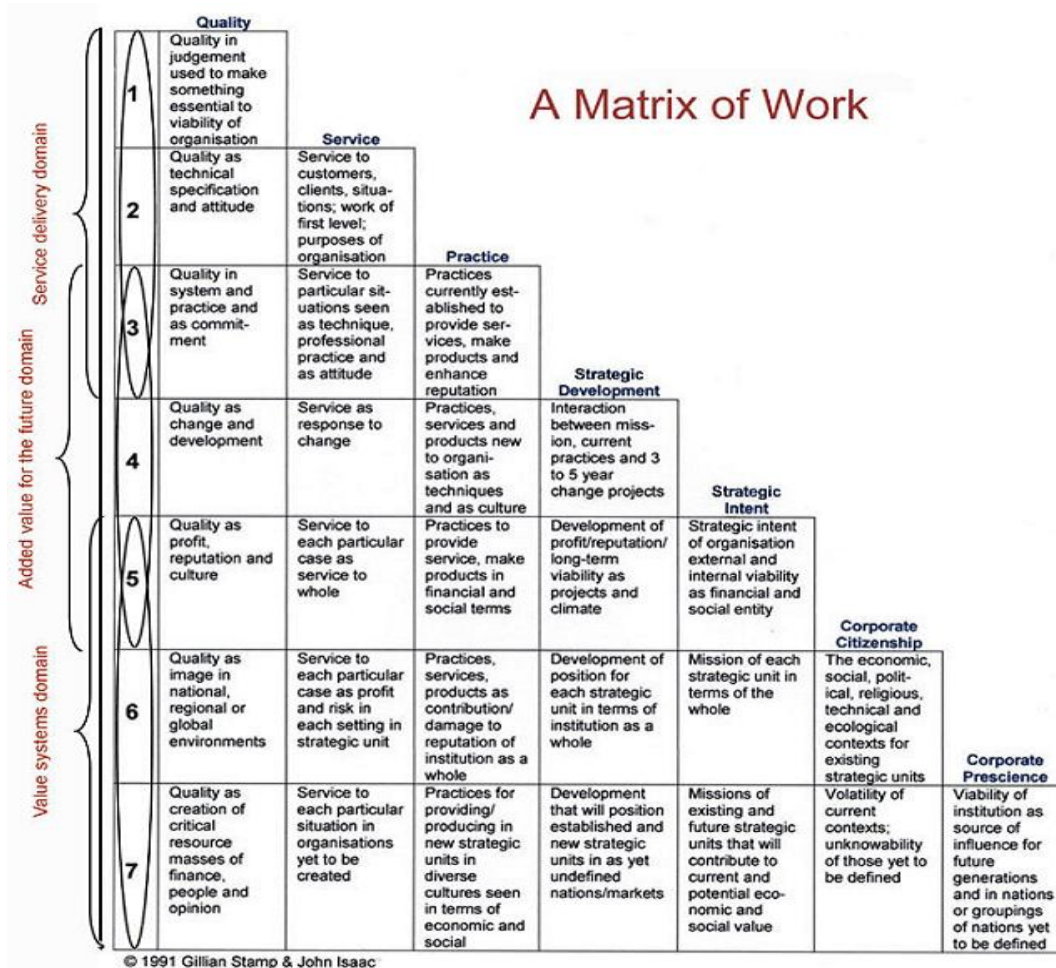 A Matrix of Work
Service delivery domain
Added value for the future domain
Value systems domain
Quality
1
Quality in
judgement
used to make
something
essential to
viability of
organisation
Service
2
Quality as
technical
specification
and attitude
Service to
customers,
clients, situa-
tions; work of
first level;
purposes of
organisation
Practice
3
Quality in
system and
practice and
as commit-
ment
Service to
particular sit-
uations seen
as technique,
professional
practice and
as attitude
Practices
currently est-
ablished to
provide ser-
vices, make
products and
enhance
reputation
Strategic
Development
4
Quality as
change and
development
Service as
response to
change
Practices,
services and
products new
to organi-
sation as
techniques
and as culture
Interaction
between miss-
ion, current
practices and 3
to 5 year
change projects
Strategic
Intent
5
Quality as
profit,
reputation and
culture
Service to
each particular
case as
service to
whole
Practices to
provide
service, make
products in
financial and
social terms
Development of
profit/reputation/
long-term
viability as
projects and
climate
Strategic intent
of organisation
external and
internal viability
as financial and
social entity
Corporate
Citizenship
6
Quality as
image in
national,
regional or
global
environments
Service to
each particular
case as profit
and risk in
each setting in
strategic unit
Practices,
services,
products as
contribution/
damage to
reputation of
institution as a
whole
Development of
position for
each strategic
unit in terms of
institution as a
whole
Mission of each
strategic unit in
terms of the
whole
The economic,
social, polit-
ical, religious,
technical and
ecological
contexts for
existing
strategic units
Corporate
Prescience
7
Quality as
creation of
critical
resource
masses of
finance,
people and
opinion
Service to
each particular
situation in
organisations
yet to be
created
Practices for
providing/
producing in
new strategic
units in
diverse
cultures seen
in terms of
economic and
social
Development
that will position
established and
new strategic
units in as yet
undefined
nations/markets
Missions of
existing and
future strategic
units that will
contribute to
current and
potential eco-
nomic and
social value
Volatility of
current
contexts;
unknowability
of those yet to
be defined
Viability of
institution as
source of
influence for
future
generations
and in nations
or groupings
of nations yet
to be defined
© 1991 Gillian Stamp & John Isaac